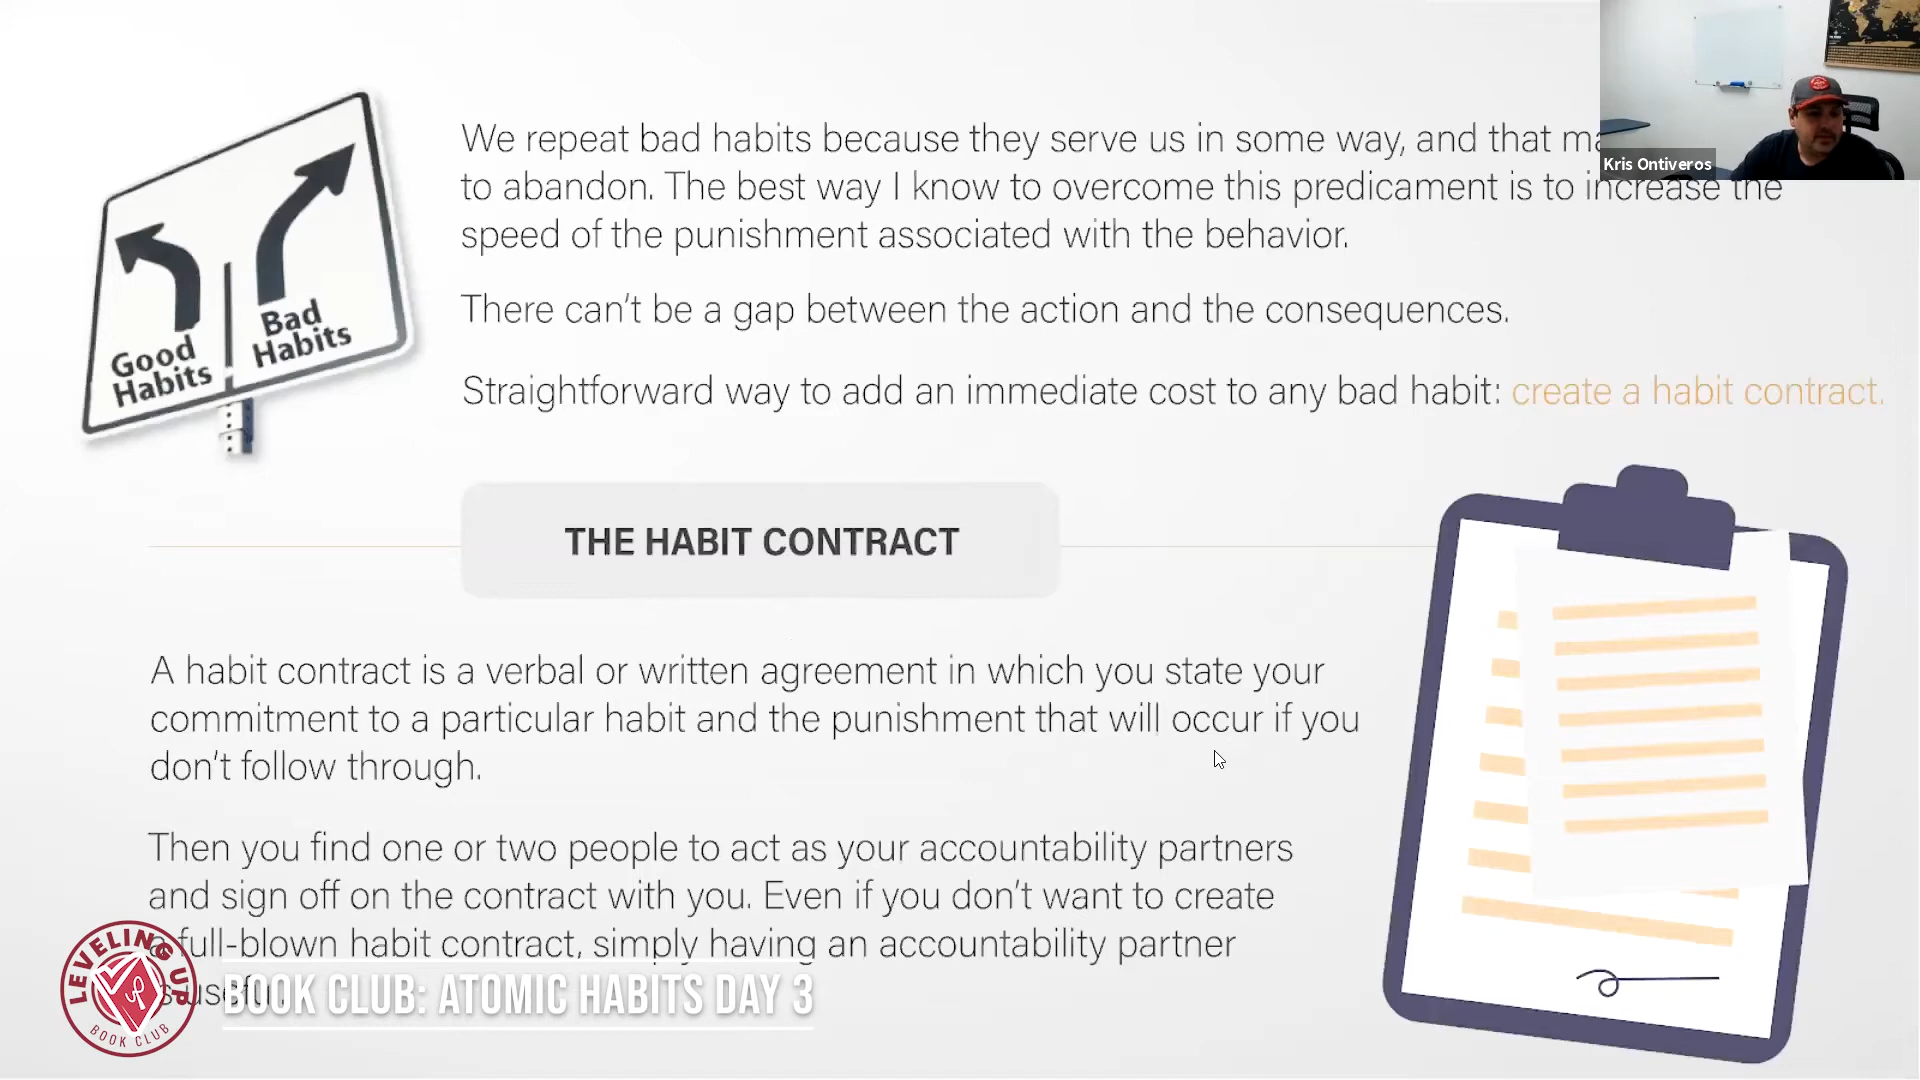 We repeat bad habits because they serve us in some way, and that
to abandon. The best way I know to overcome this predicament is to increase the
speed of the punishment associated with the behavior.
There can't be a gap between the action and the consequences.
Straightforward way to add an immediate cost to any bad habit: create a habit contract.
Kris Ontiveros
Good
Habits
Bad
Habits
THE HABIT CONTRACT
A habit contract is a verbal or written agreement in which you state your
commitment to a particular habit and the punishment that will occur if you
don't follow through.
Then you find one or two people to act as your accountability partners
and sign off on the contract with you. Even if you don't want to create
a full-blown habit contract, simply having an accountability partner
LEVELING UP
BOOK CLUB
BOOK CLUB: ATOMIC HABITS DAY 3